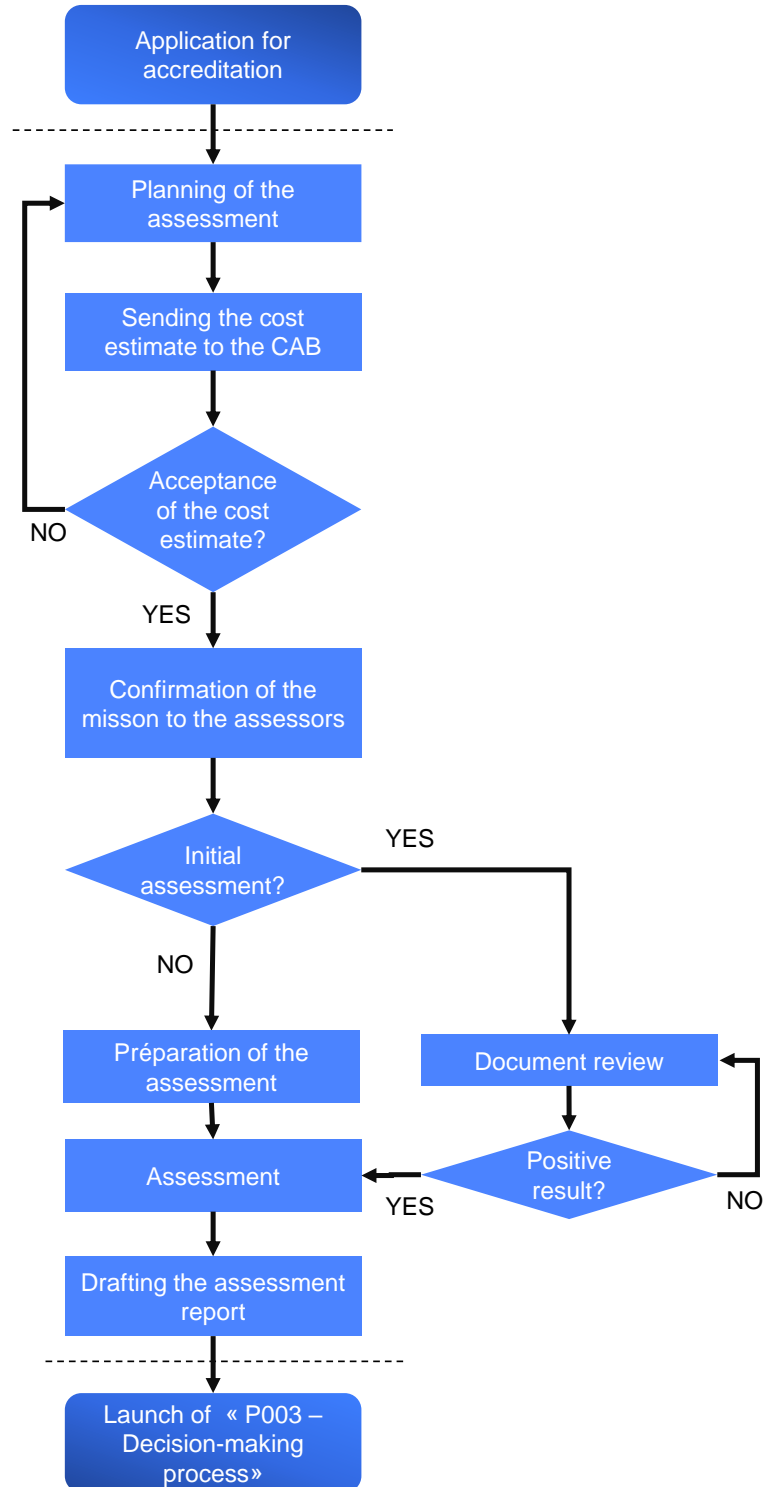 Application for
accreditation
Planning of the
assessment
Sending the cost
estimate to the CAB
Acceptance
of the cost
estimate?
NO
YES
Confirmation of the
misson to the assessors
Initial
assessment?
YES
NO
Préparation of the
assessment
Document review
Assessment
Positive
result?
YES
NO
Drafting the assessment
report
Launch of « P003 –
Decision-making
process»